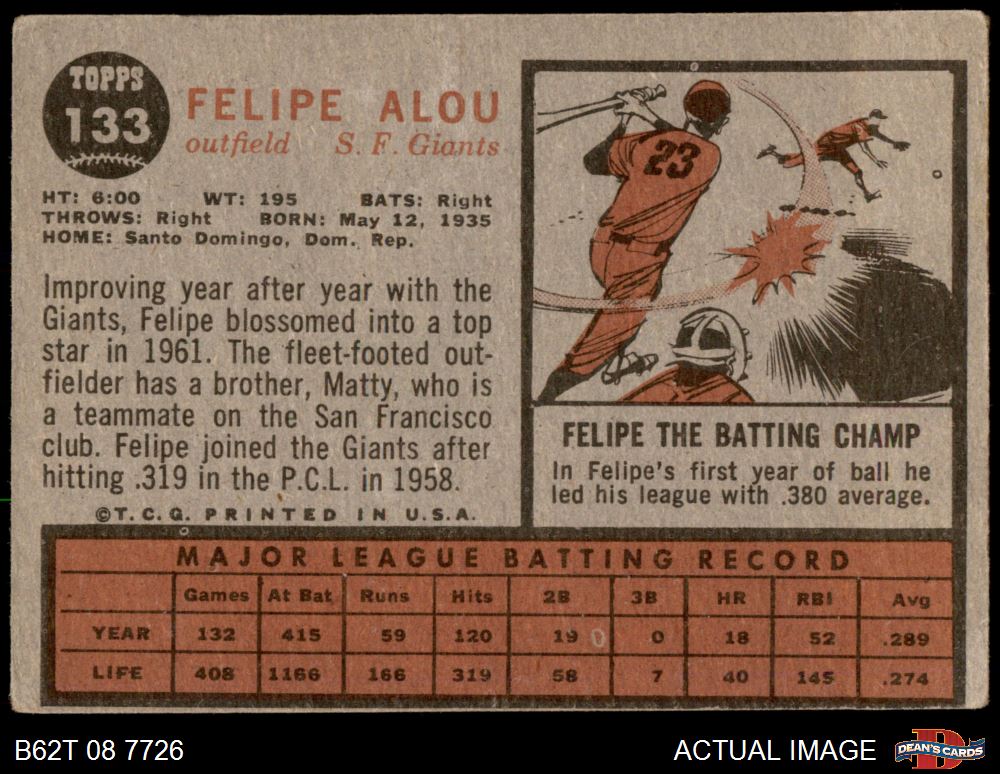 TOPPS
133
FELIPE ALOU
outfield S. F. Giants
HT: 6:00 WT: 195 BATS: Right
THROWS: Right BORN: May 12, 1935
HOME: Santo Domingo, Dom. Rep.
Improving year after year with the
Giants, Felipe blossomed into a top
star in 1961. The fleet-footed out-
fielder has a brother, Matty, who is
a teammate on the San Francisco
club. Felipe joined the Giants after
hitting .319 in the P.C.L. in 1958.
©T.C.G. PRINTED IN U.S.A.
23
FELIPE THE BATTING CHAMP
In Felipe's first year of ball he
led his league with .380 average.
MAJOR LEAGUE BATTING RECORD
Games At Bat Runs Hits 2B 3B HR RBI Avg
YEAR 132 415 59 120 19 0 18 52 .289
LIFE 408 1166 166 319 58 7 40 145 .274
B62T 08 7726 ACTUAL IMAGE
D
DEAN'S CARDS